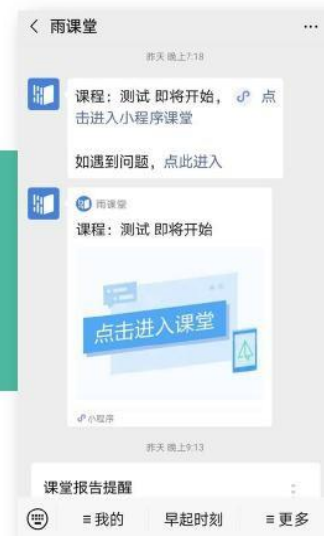 雨课堂
昨天 晚上7:18
课程：测试 即将开始， 点
击进入小程序课堂
如遇到问题，点此进入
雨课堂
课程：测试 即将开始
点击进入课堂
小程序
昨天 晚上9:13
课堂报告提醒
我的
早起时刻
更多